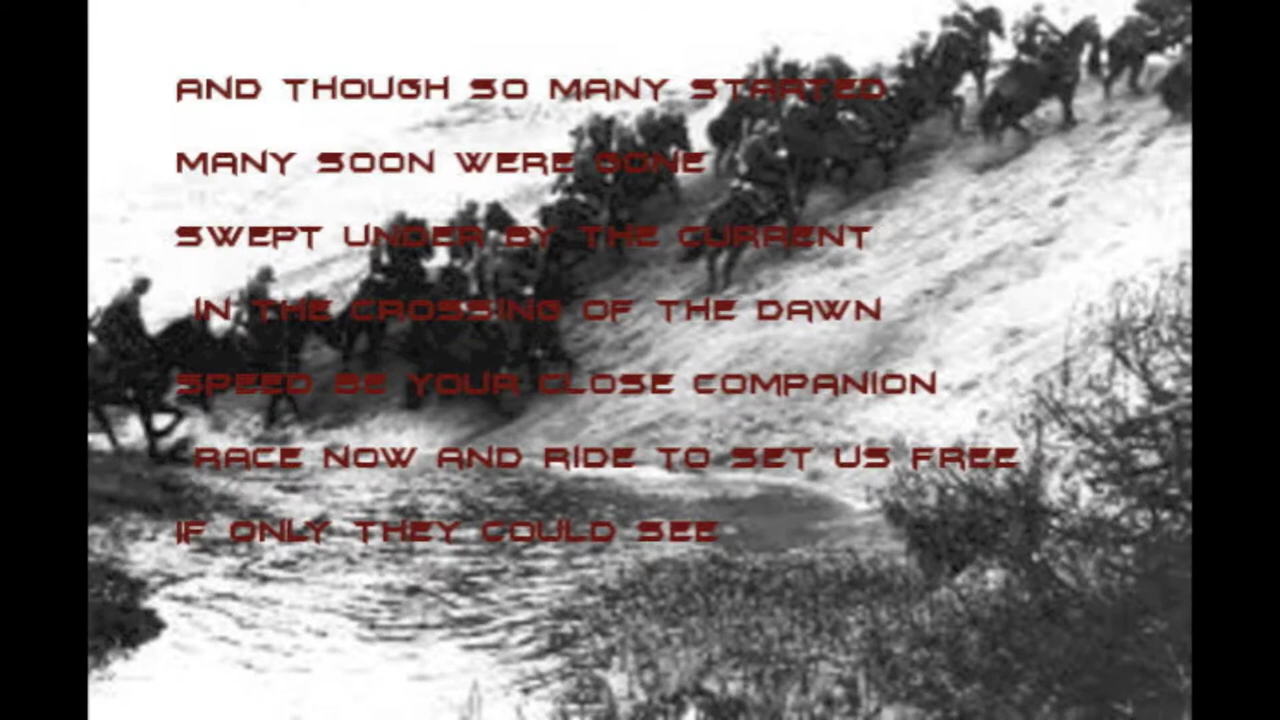 AND THOUGH SO MANY STARTED
MANY SOON WERE GONE
SWEPT UNDER BY THE CURRENT
IN THE CROSSING OF THE DAWN
SPEED BE YOUR CLOSE COMPANION
RACE NOW AND RIDE TO SET US FREE
IF ONLY THEY COULD SEE